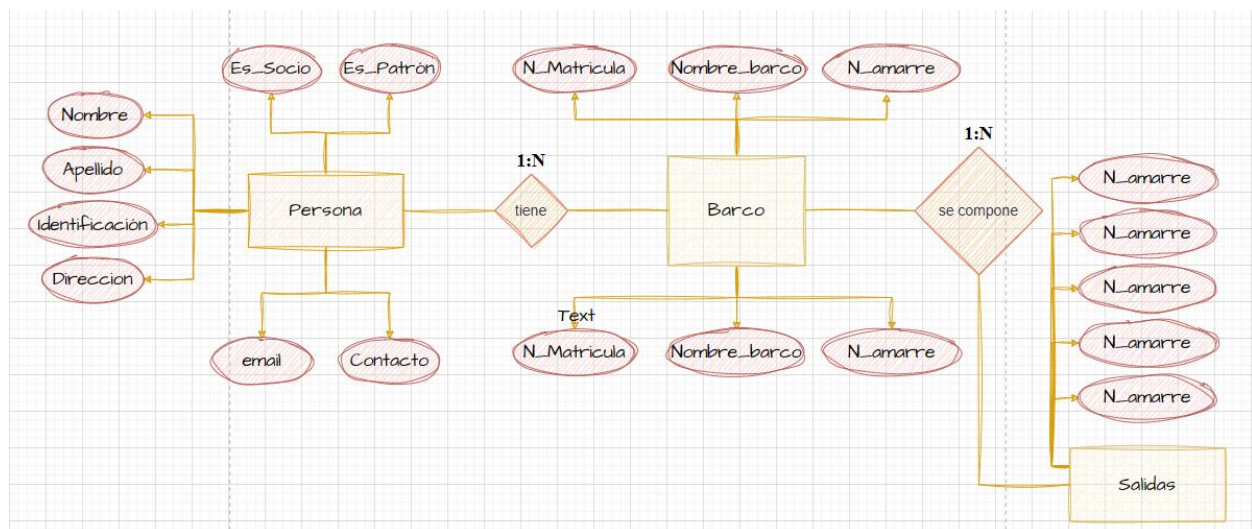 Es_Socio
Es_Patrón
N_Matricula
Nombre_barco
N_amarre
Nombre
Apellido
Identificación
Direccion
Persona
1:N
tiene
Barco
1:N
se compone
N_amarre
N_amarre
N_amarre
N_amarre
N_amarre
email
Contacto
Text
N_Matricula
Nombre_barco
N_amarre
Salidas